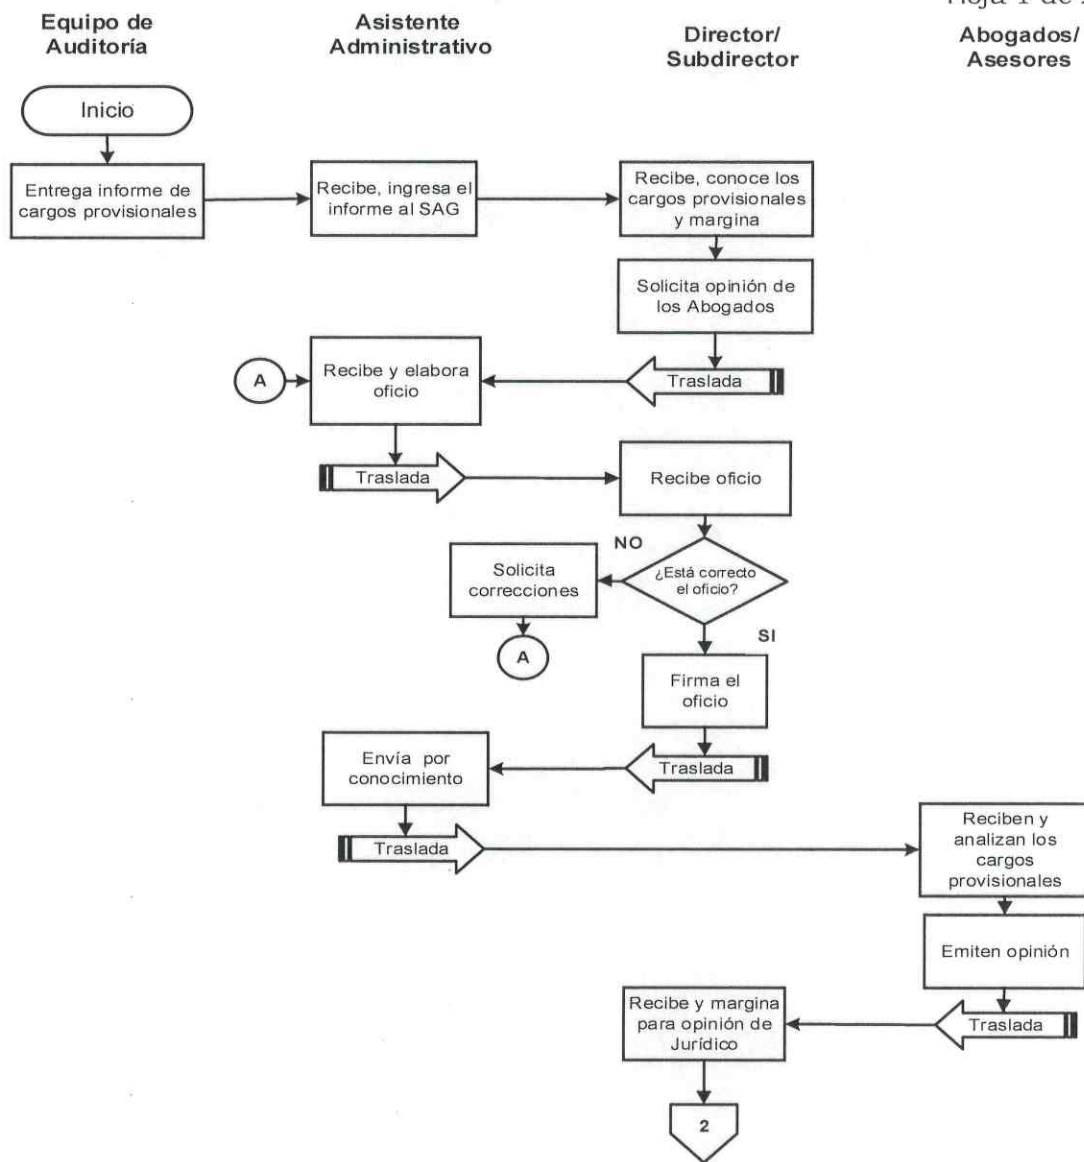 Hoja 1 de
Equipo de
Auditoría
Asistente
Administrativo
Director/
Subdirector
Abogados/
Asesores
Inicio
Entrega informe de
cargos provisionales
Recibe, ingresa el
informe al SAG
Recibe, conoce los
cargos provisionales
y margina
Solicita opinión de
los Abogados
A
Recibe y elabora
oficio
Traslada
Traslada
Recibe oficio
NO
Solicita
correcciones
¿Está correcto
el oficio?
A
SI
Firma el
oficio
Envía por
conocimiento
Traslada
Traslada
Reciben y
analizan los
cargos
provisionales
Emiten opinión
Recibe y margina
para opinión de
Jurídico
Traslada
2